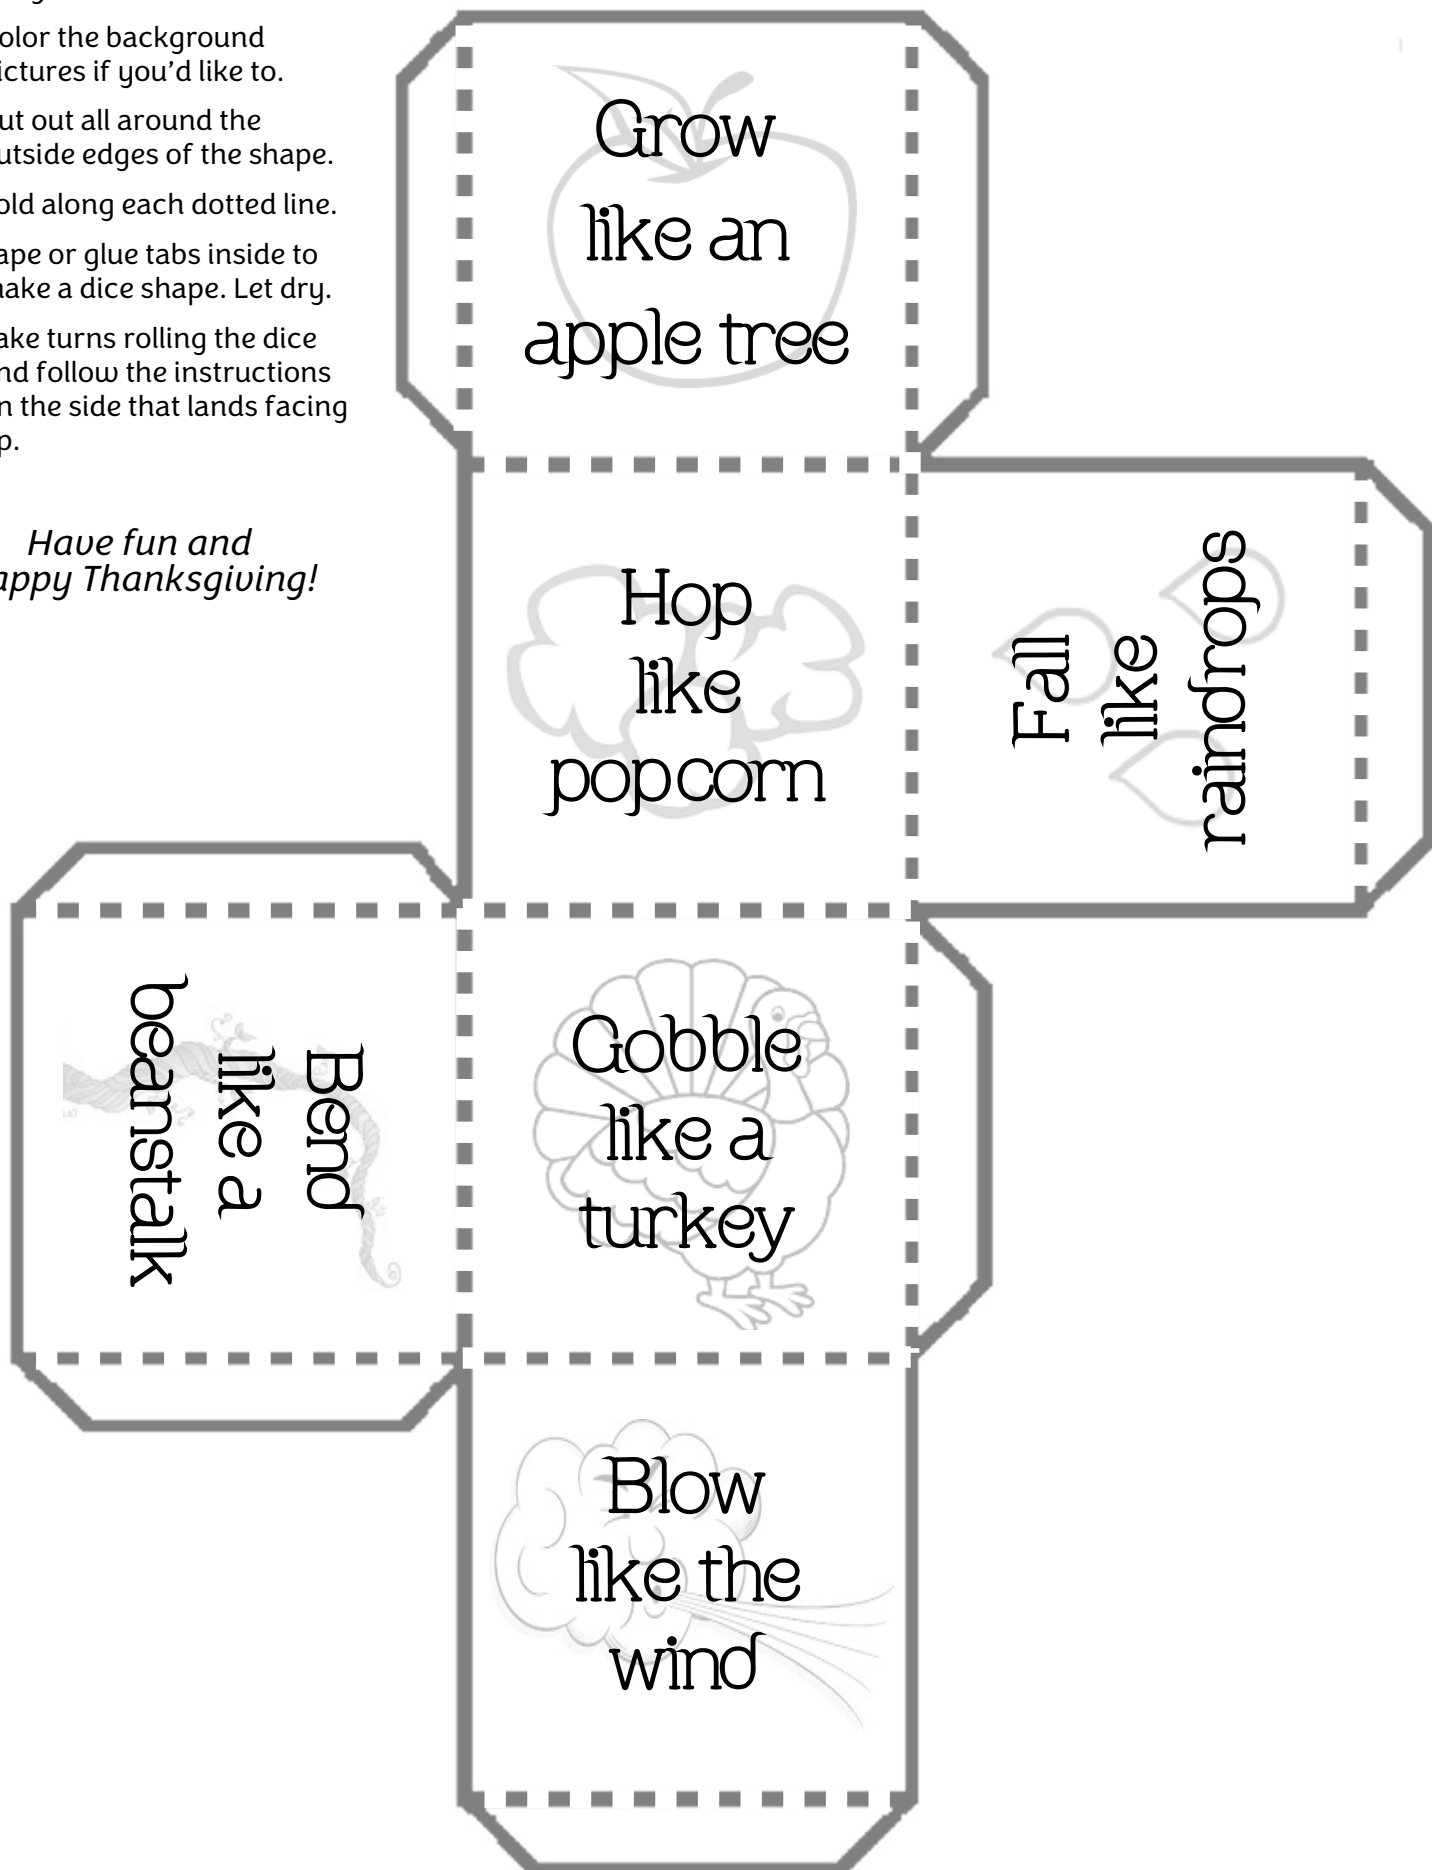 olor the background
ictures if you'd like to.
ut out all around the
utside edges of the shape.
old along each dotted line.
ape or glue tabs inside to
ake a dice shape. Let dry.
ake turns rolling the dice
nd follow the instructions
n the side that lands facing
p.
Have fun and
appy Thanksgiving!
Grow
like an
apple tree
Hop
like
popcorn
Fall
like
raindrops
Bend
like a
beanstalk
Gobble
like a
turkey
Blow
like the
wind